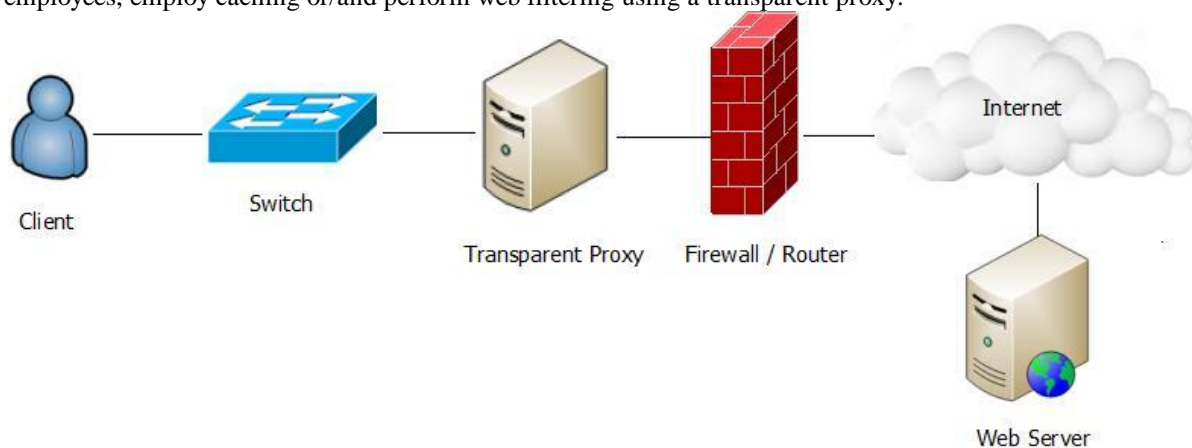 employees, employ caching or/and perform web filtering using a transparent proxy.
Internet
Switch
Client
Transparent Proxy
Firewall / Router
Web Server